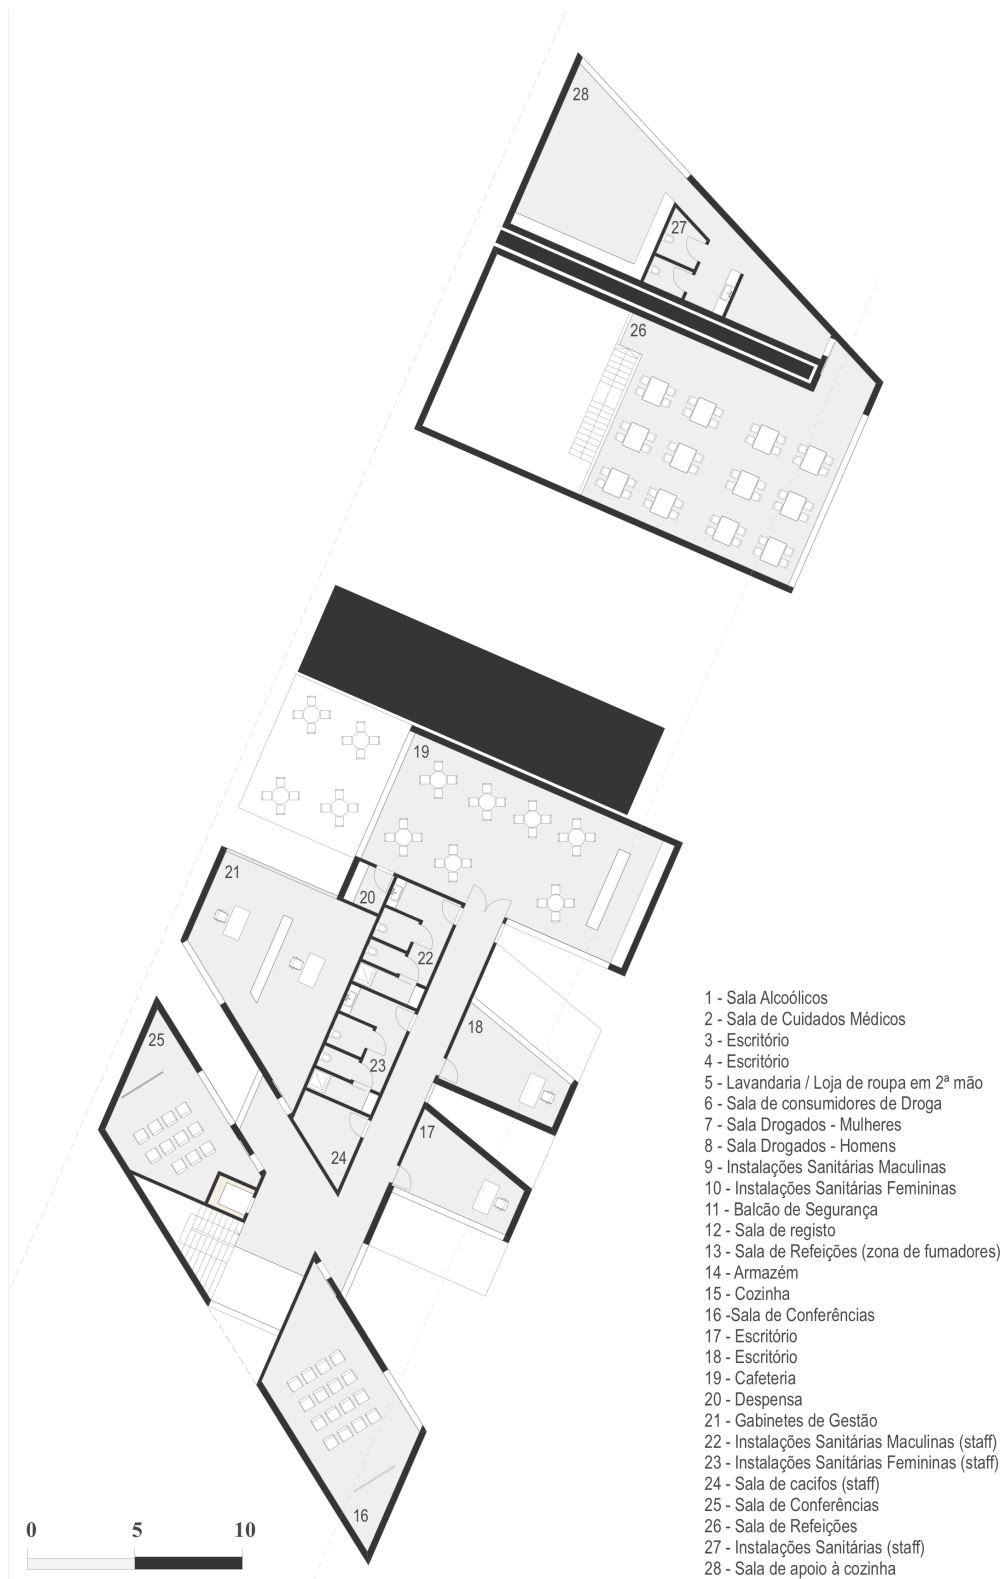 28
27
26
19
20
21
22
18
25
23
17
24
16
1 - Sala Alcoólicos
2 - Sala de Cuidados Médicos
3 - Escritório
4 - Escritório
5 - Lavandaria / Loja de roupa em 2ª mão
6 - Sala de consumidores de Droga
7 - Sala Drogados - Mulheres
8 - Sala Drogados - Homens
9 - Instalações Sanitárias Maculinas
10 - Instalações Sanitárias Femininas
11 - Balcão de Segurança
12 - Sala de registo
13 - Sala de Refeições (zona de fumadores)
14 - Armazém
15 - Cozinha
16 -Sala de Conferências
17 - Escritório
18 - Escritório
19 - Cafeteria
20 - Despensa
21 - Gabinetes de Gestão
22 - Instalações Sanitárias Maculinas (staff)
23 - Instalações Sanitárias Femininas (staff)
24 - Sala de cacifos (staff)
25 - Sala de Conferências
26 - Sala de Refeições
27 - Instalações Sanitárias (staff)
28 - Sala de apoio à cozinha
0 5 10